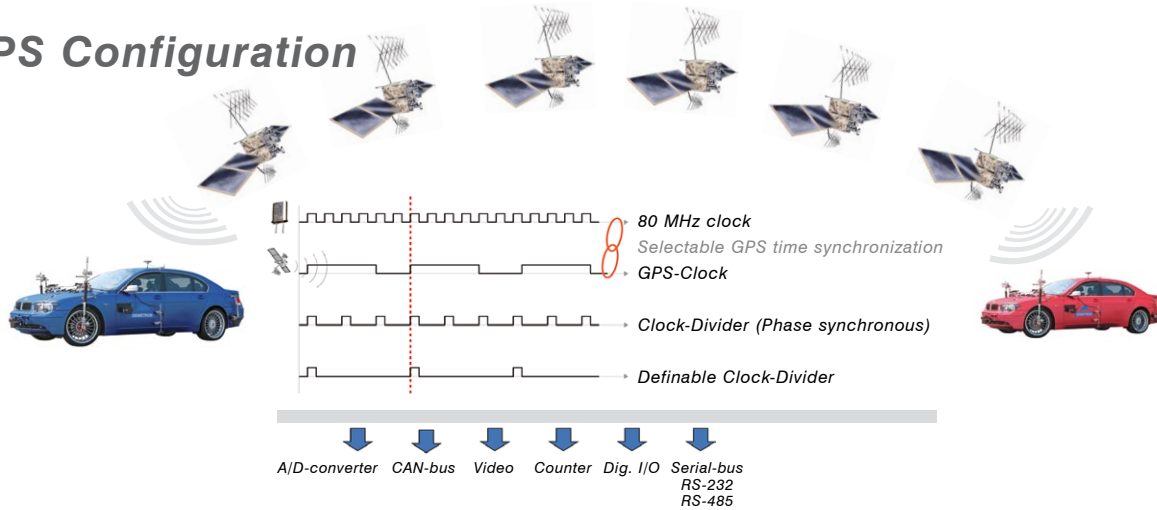 PS Configuration
80 MHz clock
Selectable GPS time synchronization
GPS-Clock
Clock-Divider (Phase synchronous)
Definable Clock-Divider
A/D-converter CAN-bus Video Counter Dig. I/O Serial-bus
RS-232
RS-485